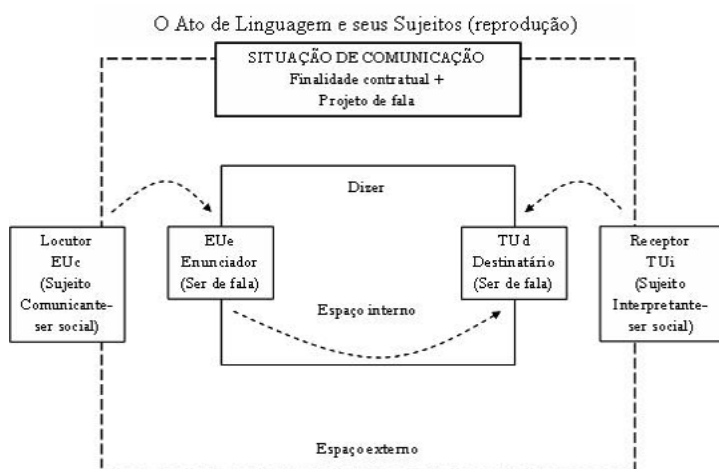 O Ato de Linguagem e seus Sujeitos (reprodução)
SITUAÇÃO DE COMUNICAÇÃO
Finalidade contratual +
Projeto de fala
Dizer
Locutor
EUc
(Sujeito
Comunicante-
ser social)
EUe
Enunciador
(Ser de fala)
TUd
Destinatário
(Ser de fala)
Receptor
TUi
(Sujeito
Interpretante-
ser social)
Espaço interno
Espaço externo